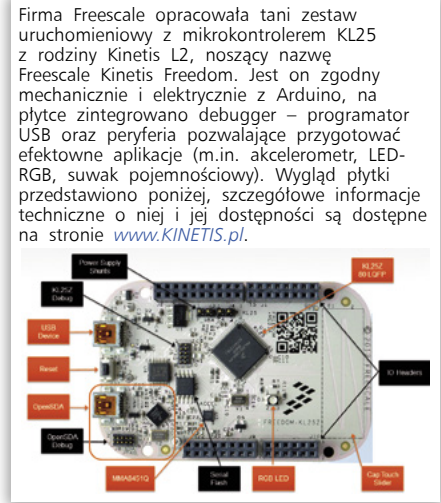 Firma Freescale opracowała tani zestaw
uruchomieniowy z mikrokontrolerem KL25
z rodziny Kinetis L2, noszący nazwę
Freescale Kinetis Freedom. Jest on zgodny
mechanicznie i elektrycznie z Arduino, na
płytce zintegrowano debugger – programator
USB oraz peryferia pozwalające przygotować
efektowne aplikacje (m.in. akcelerometr, LED-
RGB, suwak pojemnościowy). Wygląd płytki
przedstawiono poniżej, szczegółowe informacje
techniczne o niej i jej dostępności są dostępne
na stronie www.KINETIS.pl.
Power Supply
Shunts
KL25Z
Debug
KL25Z
80 LQFP
USB
Device
Reset
OpenSDA
IO Headers
OpenSDA
Debug
FREEDOM-KL25Z
MMA8451Q
Serial
Flash
RGB LED
Cap Touch
Slider